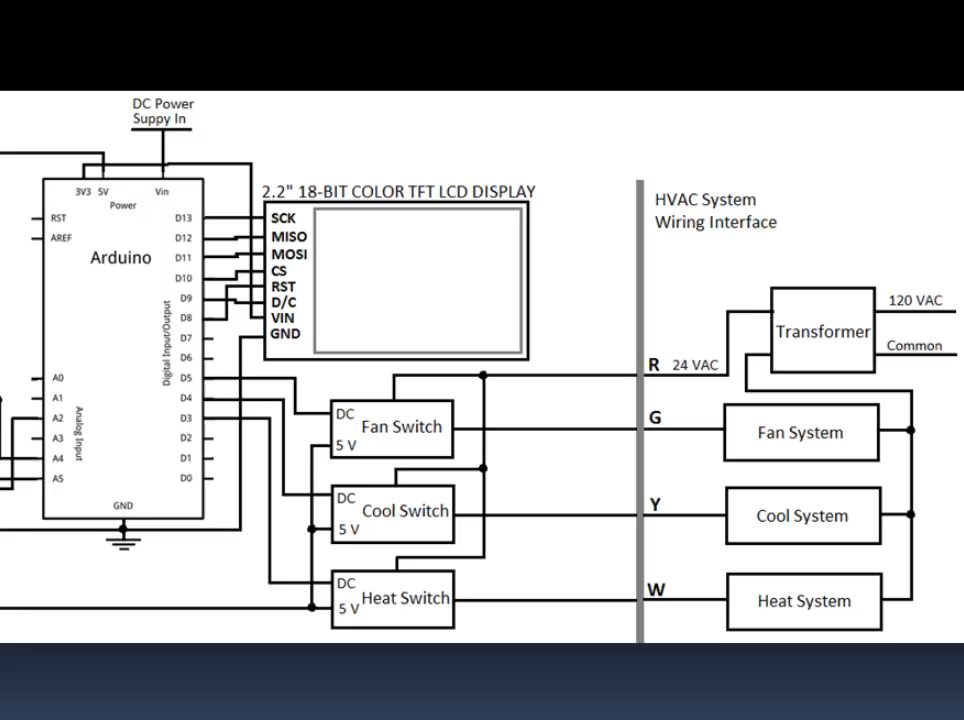 DC Power
Suppy In
3V3 5V Vin
Power
RST
AREF
Arduino
D13
D12
D11
D10
D9
D8
D7
D6
D5
D4
D3
D2
D1
D0
Digital Input/Output
A0
A1
A2
A3
A4
A5
Analog Input
GND
2.2" 18-BIT COLOR TFT LCD DISPLAY
SCK
MISO
MOSI
CS
RST
D/C
VIN
GND
DC
Fan Switch
5 V
DC
Cool Switch
5 V
DC
Heat Switch
5 V
HVAC System
Wiring Interface
R 24 VAC
G
Y
W
Transformer
120 VAC
Common
Fan System
Cool System
Heat System